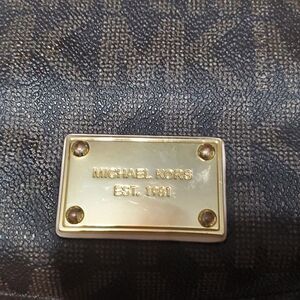 MICHAEL KORS
EST. 1981